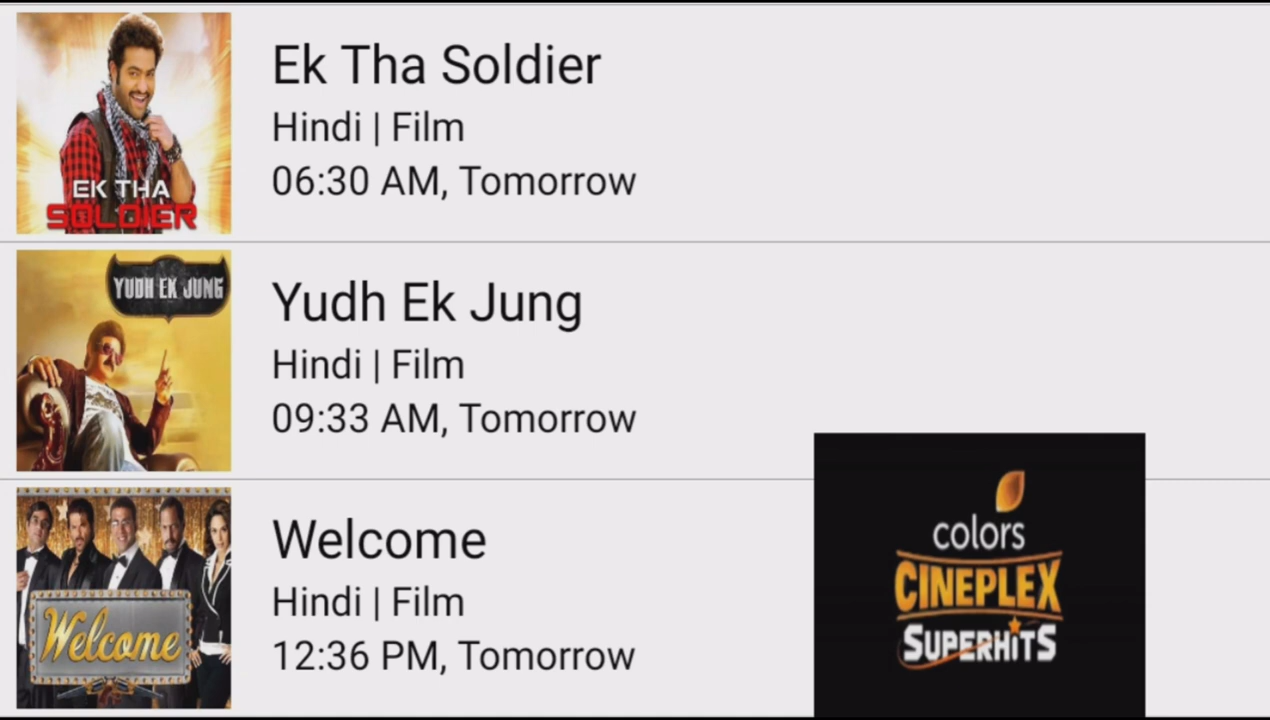 EK THA
SOLDIER
Ek Tha Soldier
Hindi | Film
06:30 AM, Tomorrow
YUDH EK JUNG
Yudh Ek Jung
Hindi | Film
09:33 AM, Tomorrow
Welcome
Welcome
Hindi | Film
12:36 PM, Tomorrow
colors
CINEPLEX
SUPERHITS